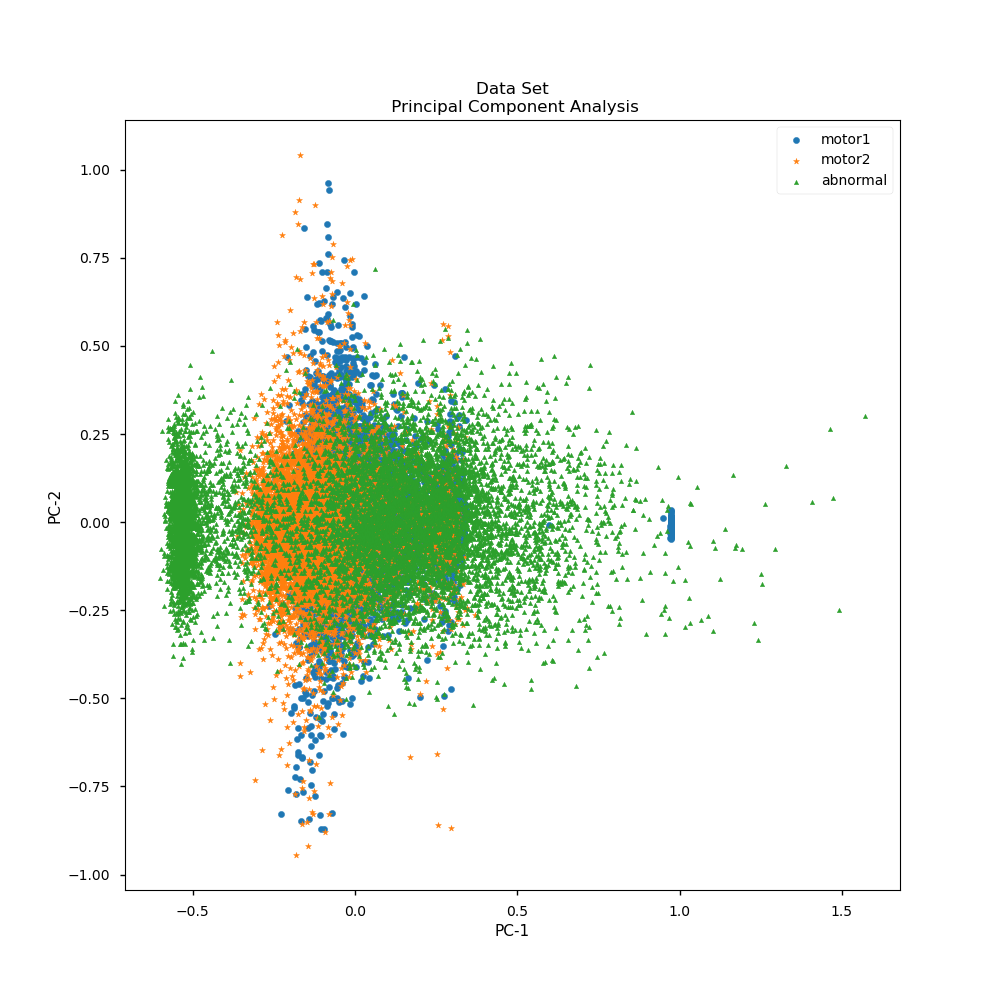 Data Set
Principal Component Analysis
motor1
motor2
abnormal
1.00
0.75
0.50
0.25
0.00
−0.25
−0.50
−0.75
−1.00
PC-2
−0.5
0.0
0.5
1.0
1.5
PC-1